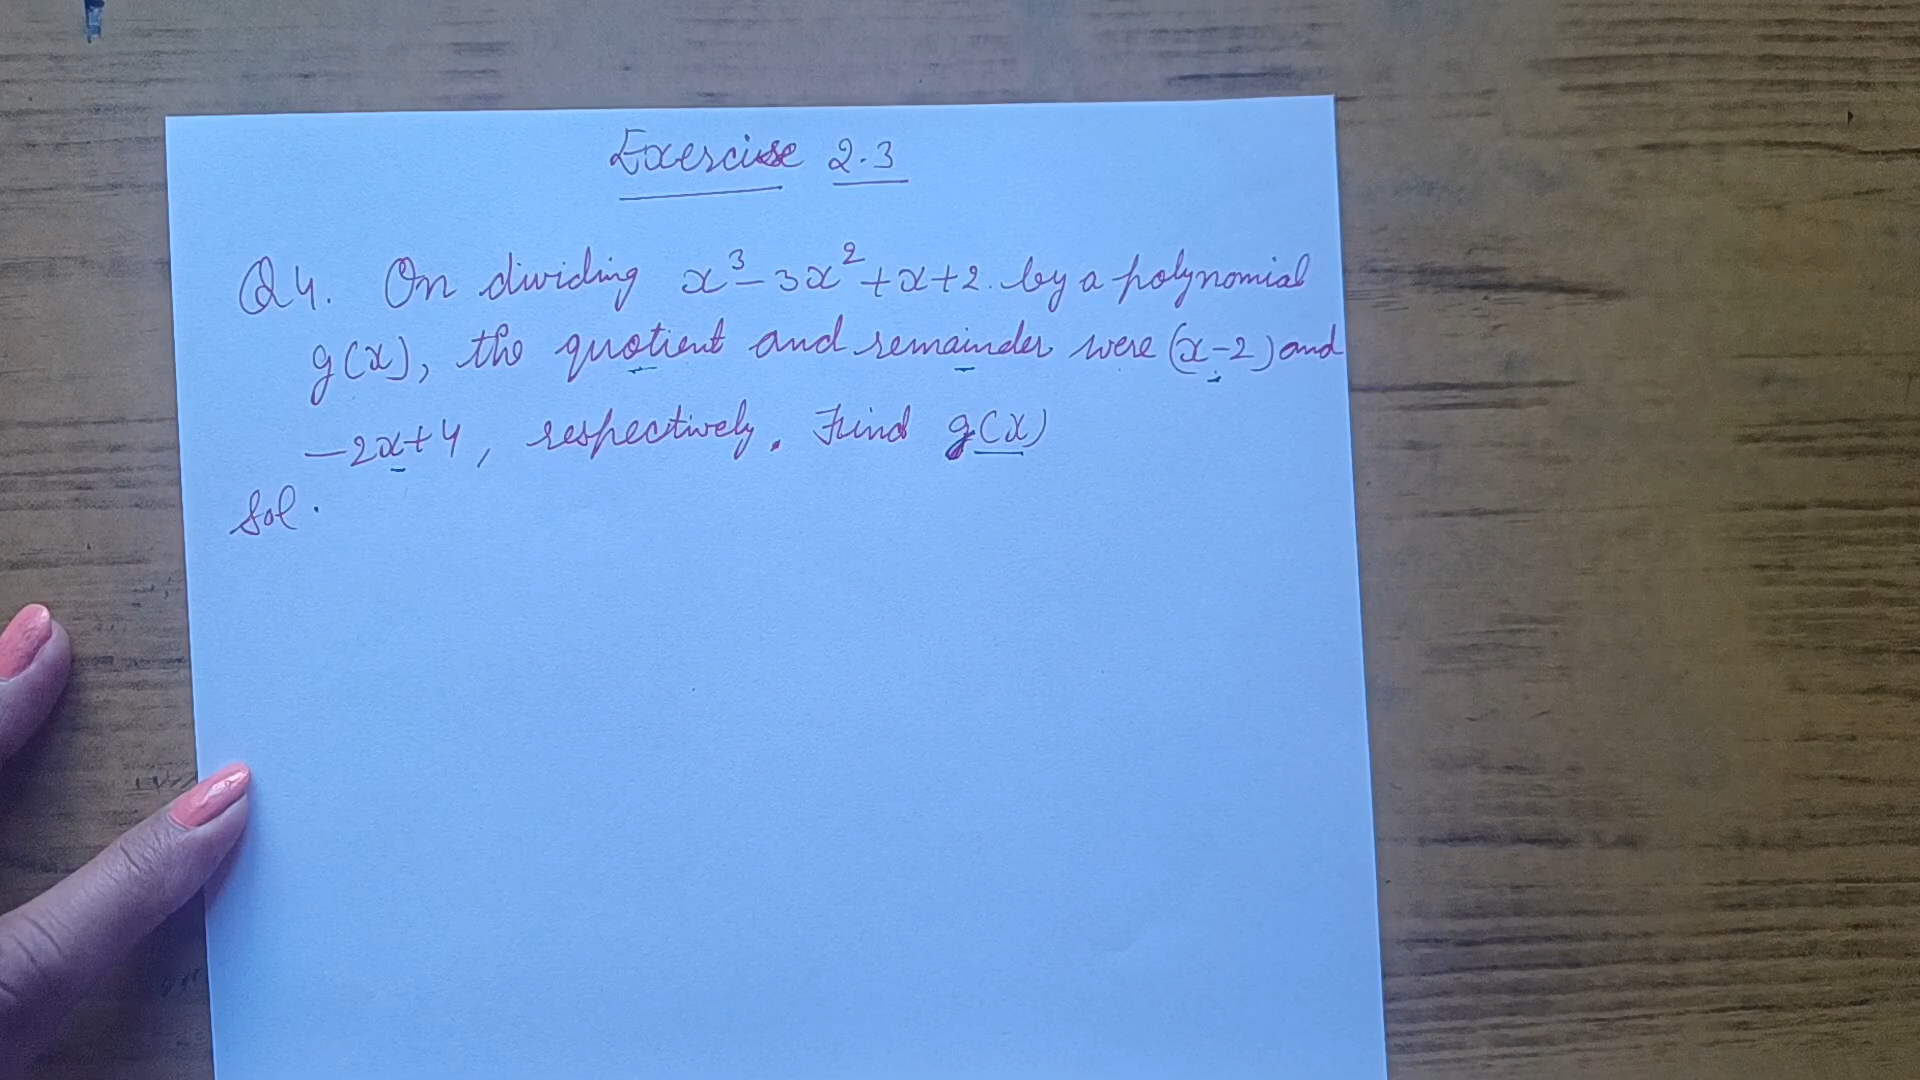 Exercise 2.3
Q4. On dividing x³-3x²+x+2. by a polynomial
g(x), the quotient and remainder were (x-2) and
-2x+4, respectively. Find g(x)
Sol.